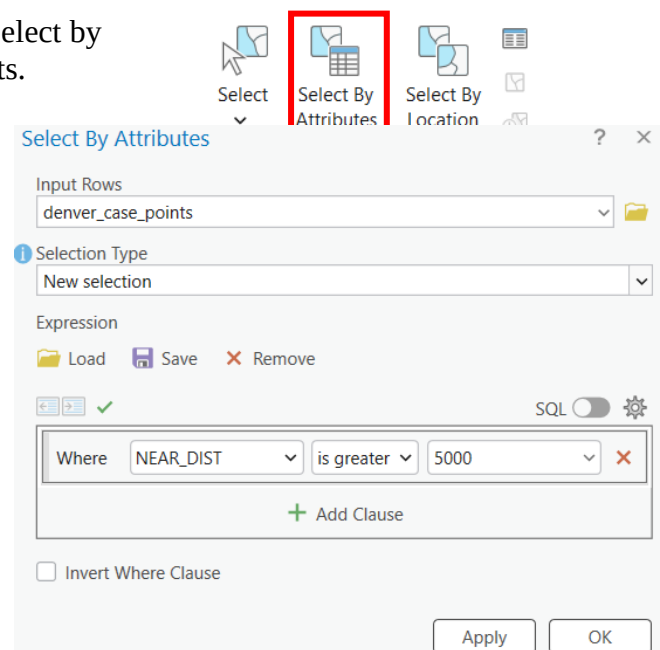 elect by
ts.
Select
Select By
Attributes
Select By
Location
Select By Attributes ? ×
Input Rows
denver_case_points
Selection Type
New selection
Expression
Load Save Remove
SQL
Where NEAR_DIST is greater 5000
Add Clause
Invert Where Clause
Apply OK